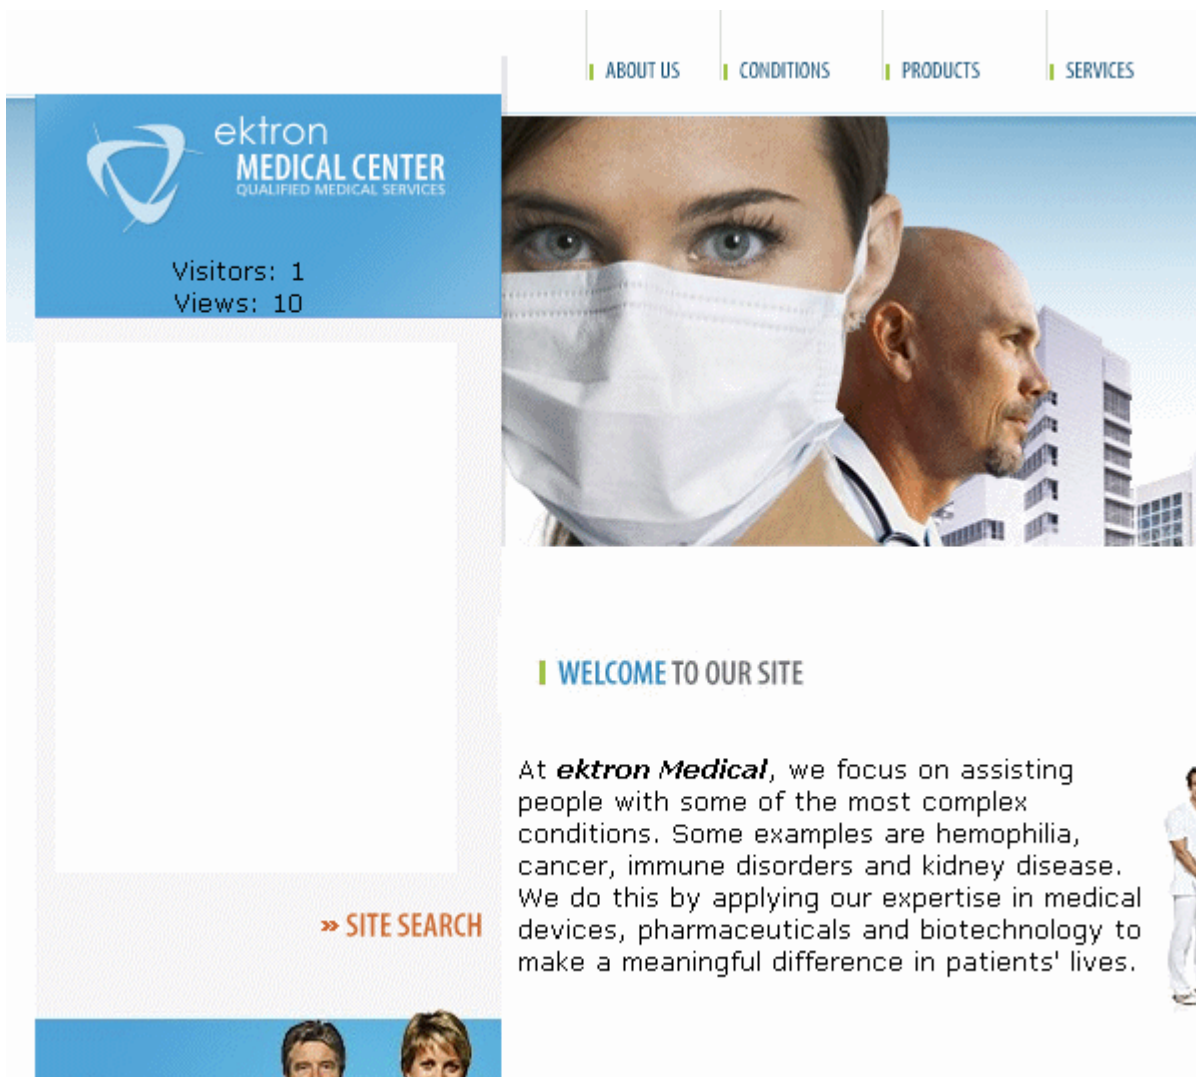 ABOUT US
CONDITIONS
PRODUCTS
SERVICES
ektron
MEDICAL CENTER
QUALIFIED MEDICAL SERVICES
Visitors: 1
Views: 10
WELCOME TO OUR SITE
At ektron Medical, we focus on assisting
people with some of the most complex
conditions. Some examples are hemophilia,
cancer, immune disorders and kidney disease.
We do this by applying our expertise in medical
devices, pharmaceuticals and biotechnology to
make a meaningful difference in patients' lives.
» SITE SEARCH